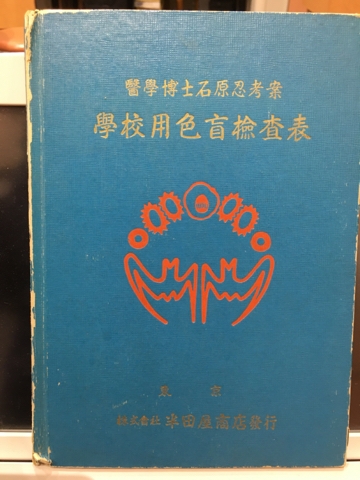 醫學博士石原忍考案
學校用色盲檢查表
東京
株式會社 半田屋商店發行